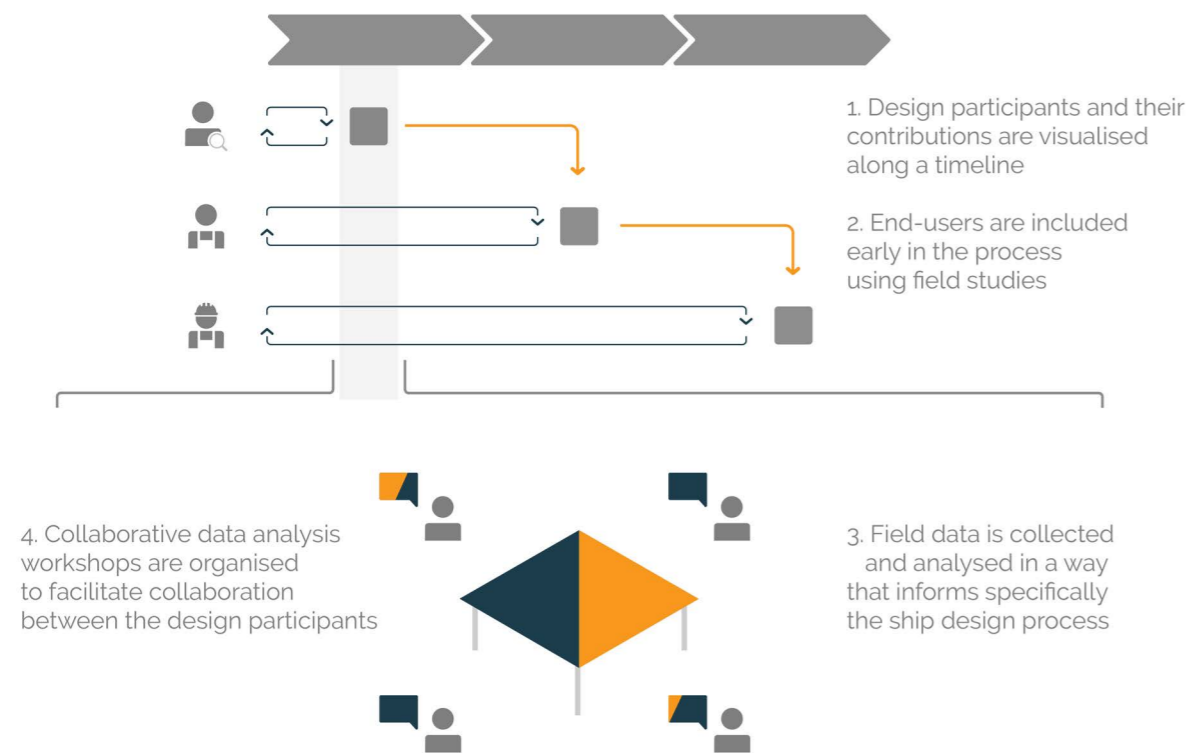 1. Design participants and their
contributions are visualised
along a timeline
2. End-users are included
early in the process
using field studies
3. Field data is collected
and analysed in a way
that informs specifically
the ship design process
4. Collaborative data analysis
workshops are organised
to facilitate collaboration
between the design participants